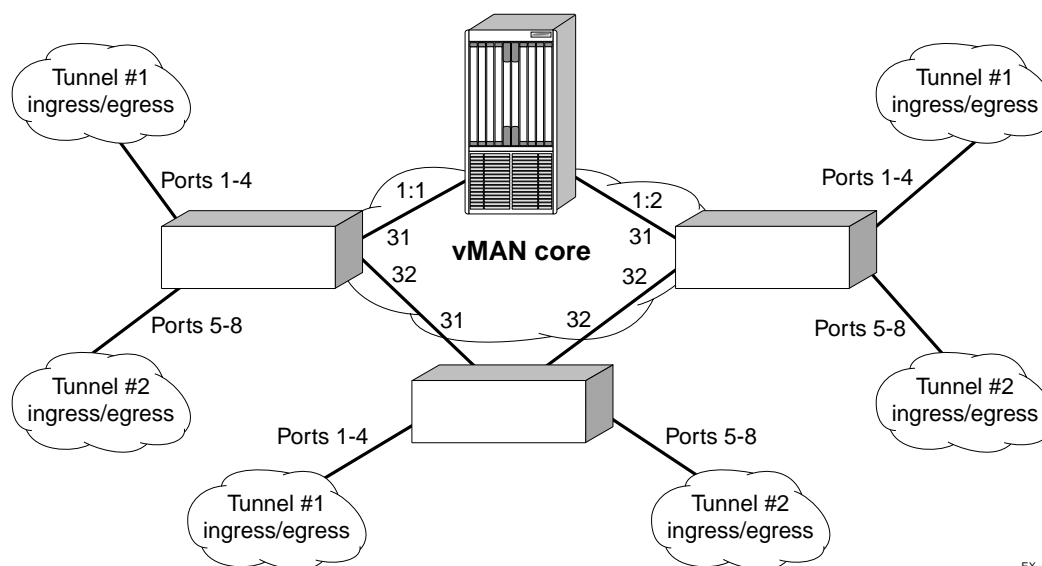 Tunnel #1
ingress/egress
Tunnel #1
ingress/egress
Ports 1-4
Ports 1-4
1:1
1:2
31
vMAN core
31
32
32
Ports 5-8
31
32
Ports 5-8
Tunnel #2
ingress/egress
Tunnel #2
ingress/egress
Ports 1-4
Ports 5-8
Tunnel #1
ingress/egress
Tunnel #2
ingress/egress
EX